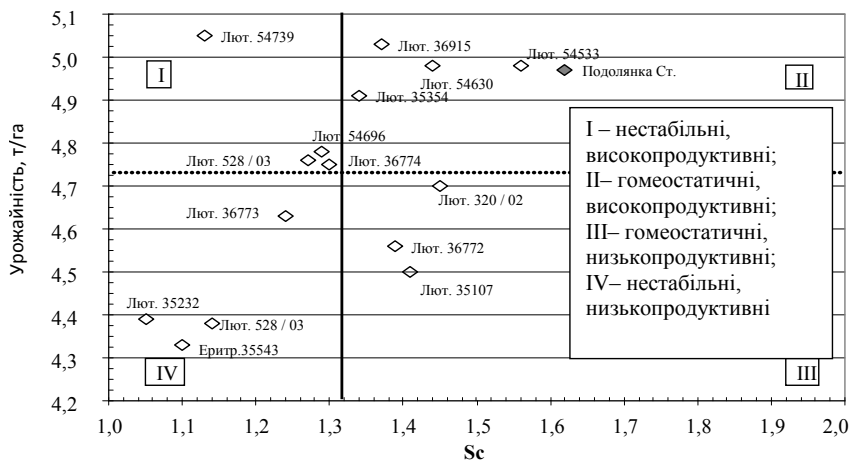 Урожайність, т/га
5,1
5,0
4,9
4,8
4,7
4,6
4,5
4,4
4,3
4,2
Лют. 54739
I
Лют. 36915
Лют. 54533
Подолянка Ст.
Лют. 54630
Лют. 35354
II
54696
Лют. 528 / 03
Лют. 36774
Лют. 320 / 02
Лют. 36773
Лют. 36772
Лют. 35107
Лют. 35232
Лют. 528 / 03
Еритр.35543
IV
III
I – нестабільні,
високопродуктивні;
II– гомеостатичні,
високопродуктивні;
III– гомеостатичні,
низькопродуктивні;
IV– нестабільні,
низькопродуктивні
1,0 1,1 1,2 1,3 1,4 1,5 1,6 1,7 1,8 1,9 2,0
Sc